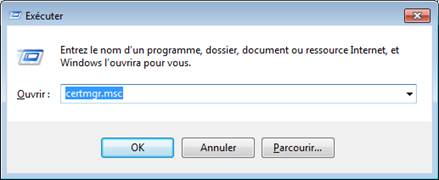 Exécuter
Entrez le nom d'un programme, dossier, document ou ressource Internet, et
Windows l'ouvrira pour vous.
Ouvrir : certmgr.msc
OK Annuler Parcourir...